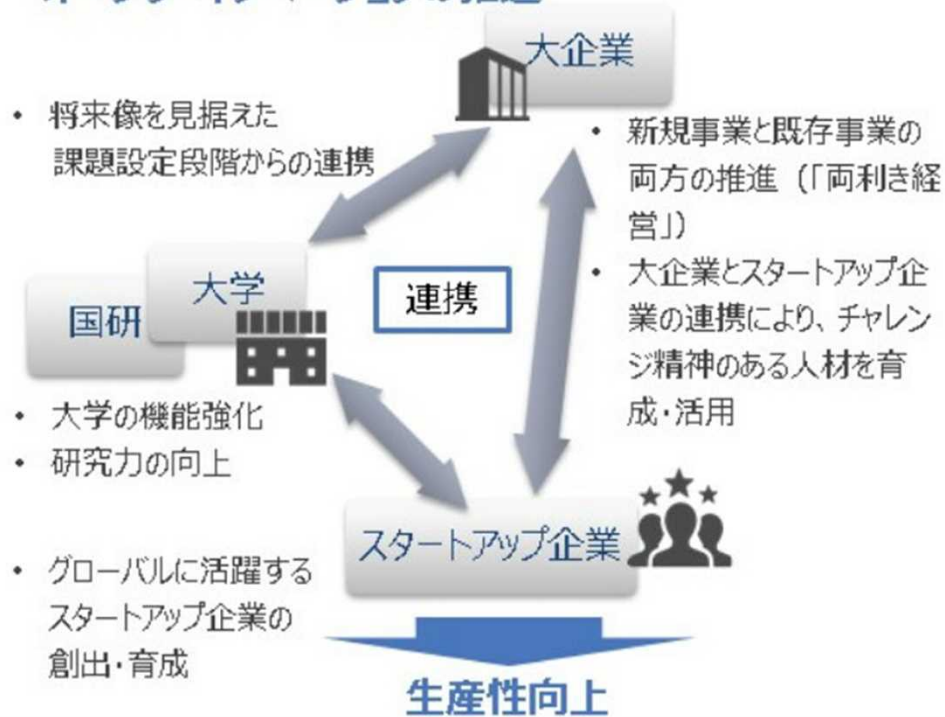 大企業
• 将来像を見据えた
課題設定段階からの連携
• 新規事業と既存事業の
両方の推進（「両利き経
営」）
• 大企業とスタートアップ企
業の連携により、チャレン
ジ精神のある人材を育
成・活用
大学
国研
連携
• 大学の機能強化
• 研究力の向上
スタートアップ企業
• グローバルに活躍する
スタートアップ企業の
創出・育成
生産性向上